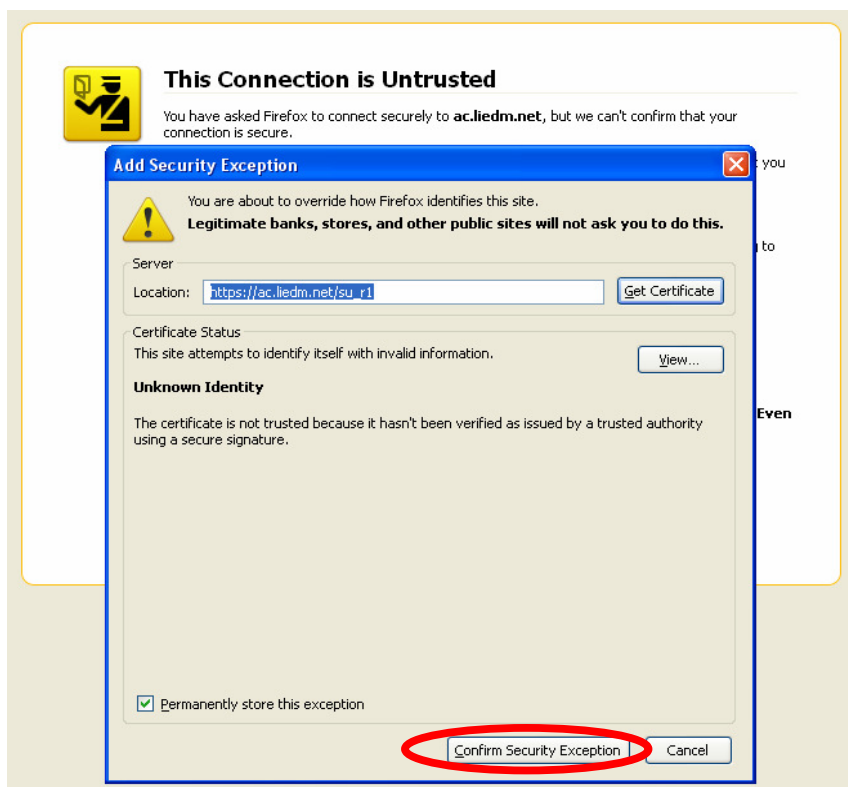 This Connection is Untrusted
You have asked Firefox to connect securely to ac.liedm.net, but we can't confirm that your
connection is secure.
you
to
Even
Add Security Exception
You are about to override how Firefox identifies this site.
Legitimate banks, stores, and other public sites will not ask you to do this.
Server
Location: https://ac.liedm.net/su_r1 Get Certificate
Certificate Status
This site attempts to identify itself with invalid information.
View...
Unknown Identity
The certificate is not trusted because it hasn't been verified as issued by a trusted authority
using a secure signature.
Permanently store this exception
Confirm Security Exception Cancel